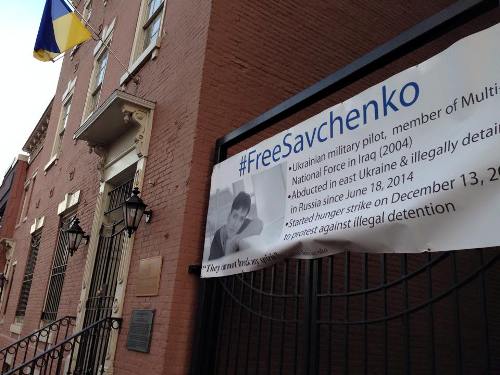 #FreeSavchenko
• Ukrainian military pilot, member of Multi-
National Force in Iraq (2004)
• Abducted in east Ukraine & illegally detai
in Russia since June 18, 2014
• Started hunger strike on December 13, 20
to protest against illegal detention
"They